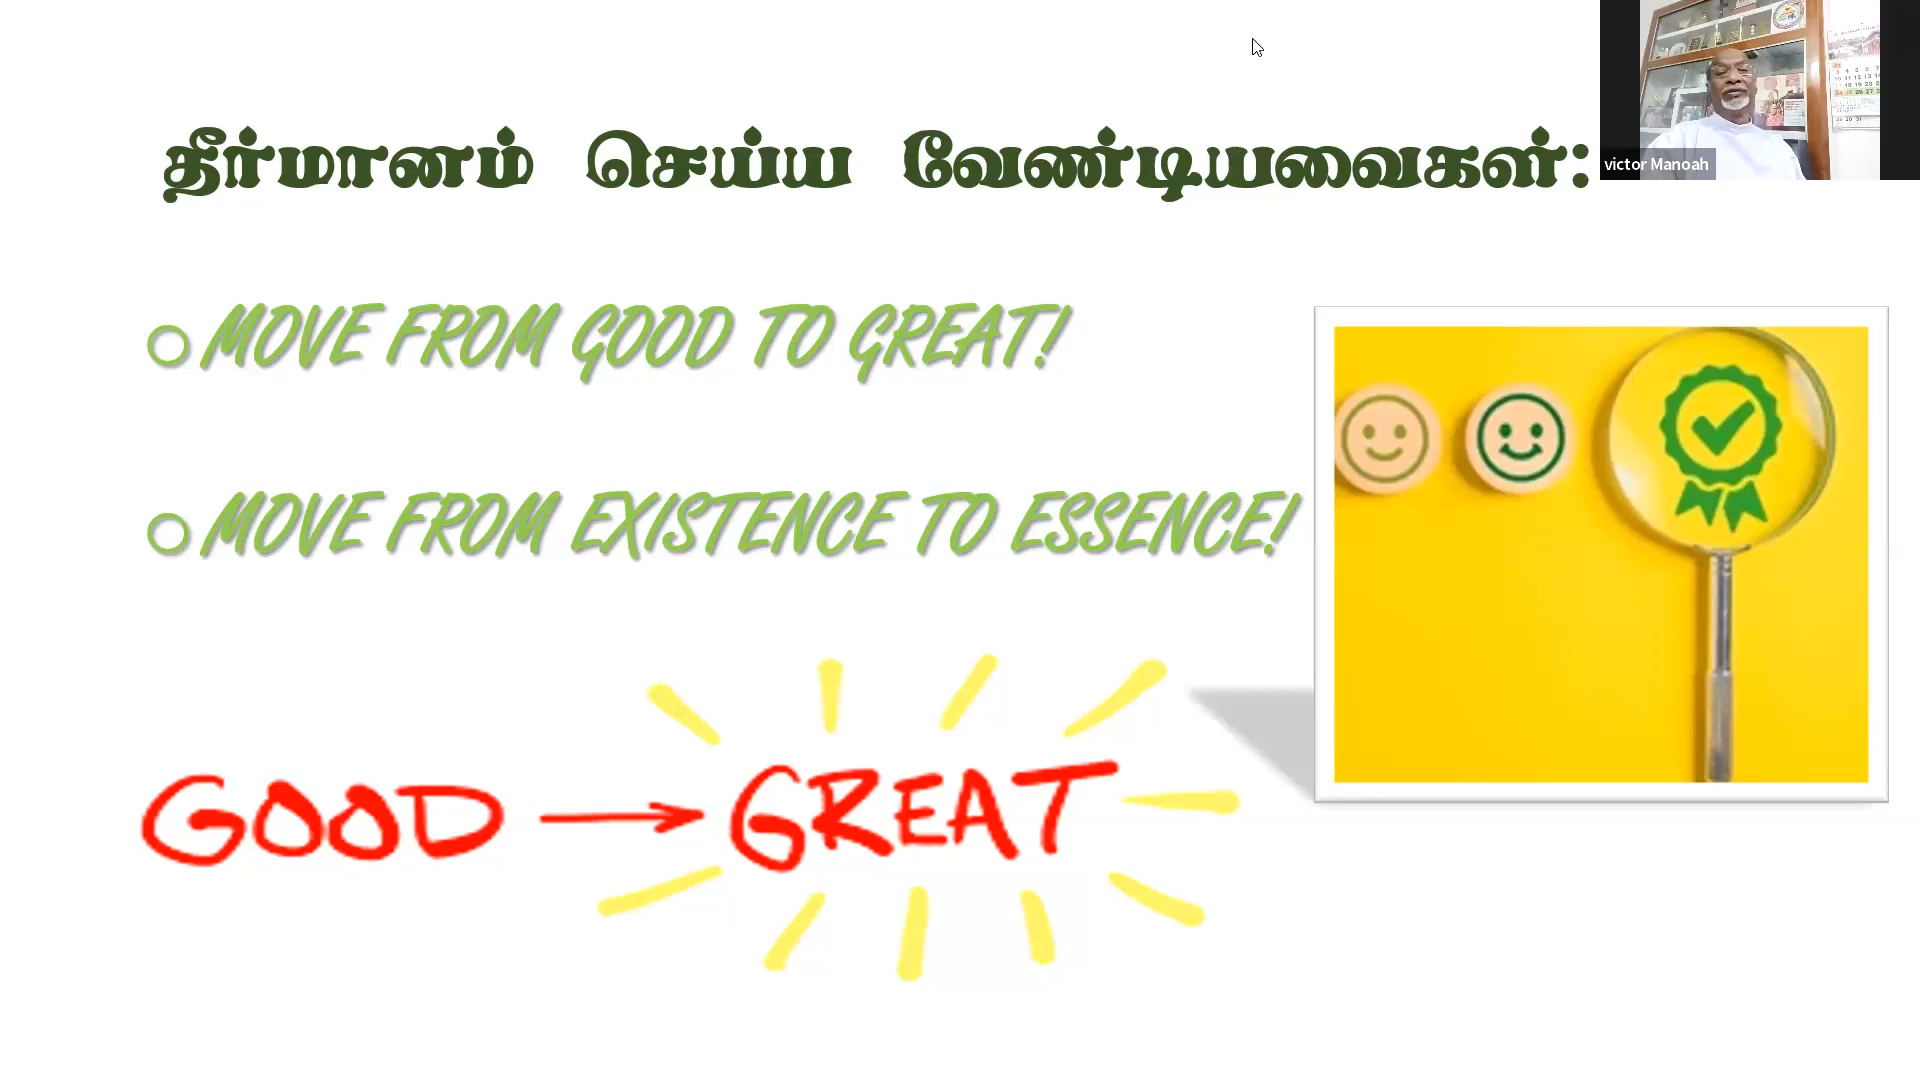 தீர்மானம் செய்ய வேண்டியவைகள்:
victor Manoah
MOVE FROM GOOD TO GREAT!
MOVE FROM EXISTENCE TO ESSENCE!
GOOD → GREAT